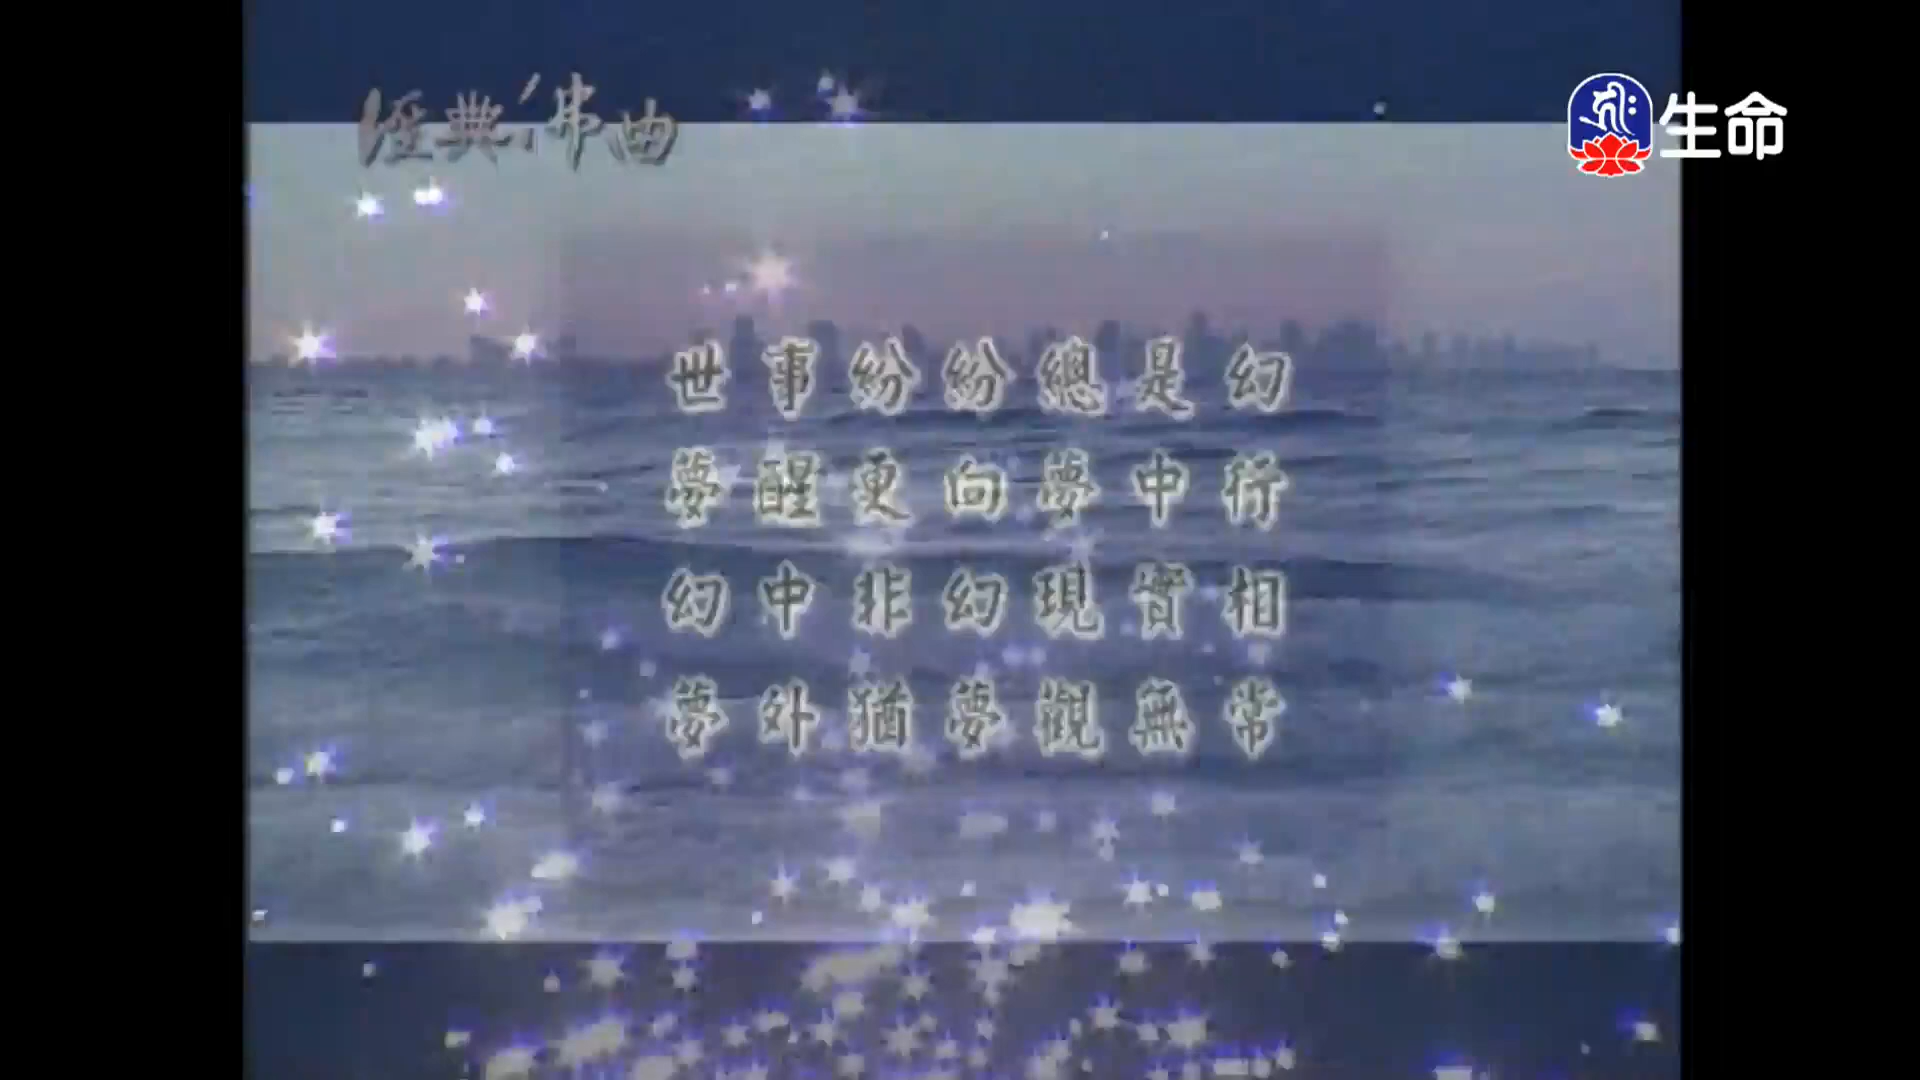 經典佛曲
生命
世事紛紛總是幻
夢醒更向夢中行
幻中非幻現實相
夢外猶夢觀無常